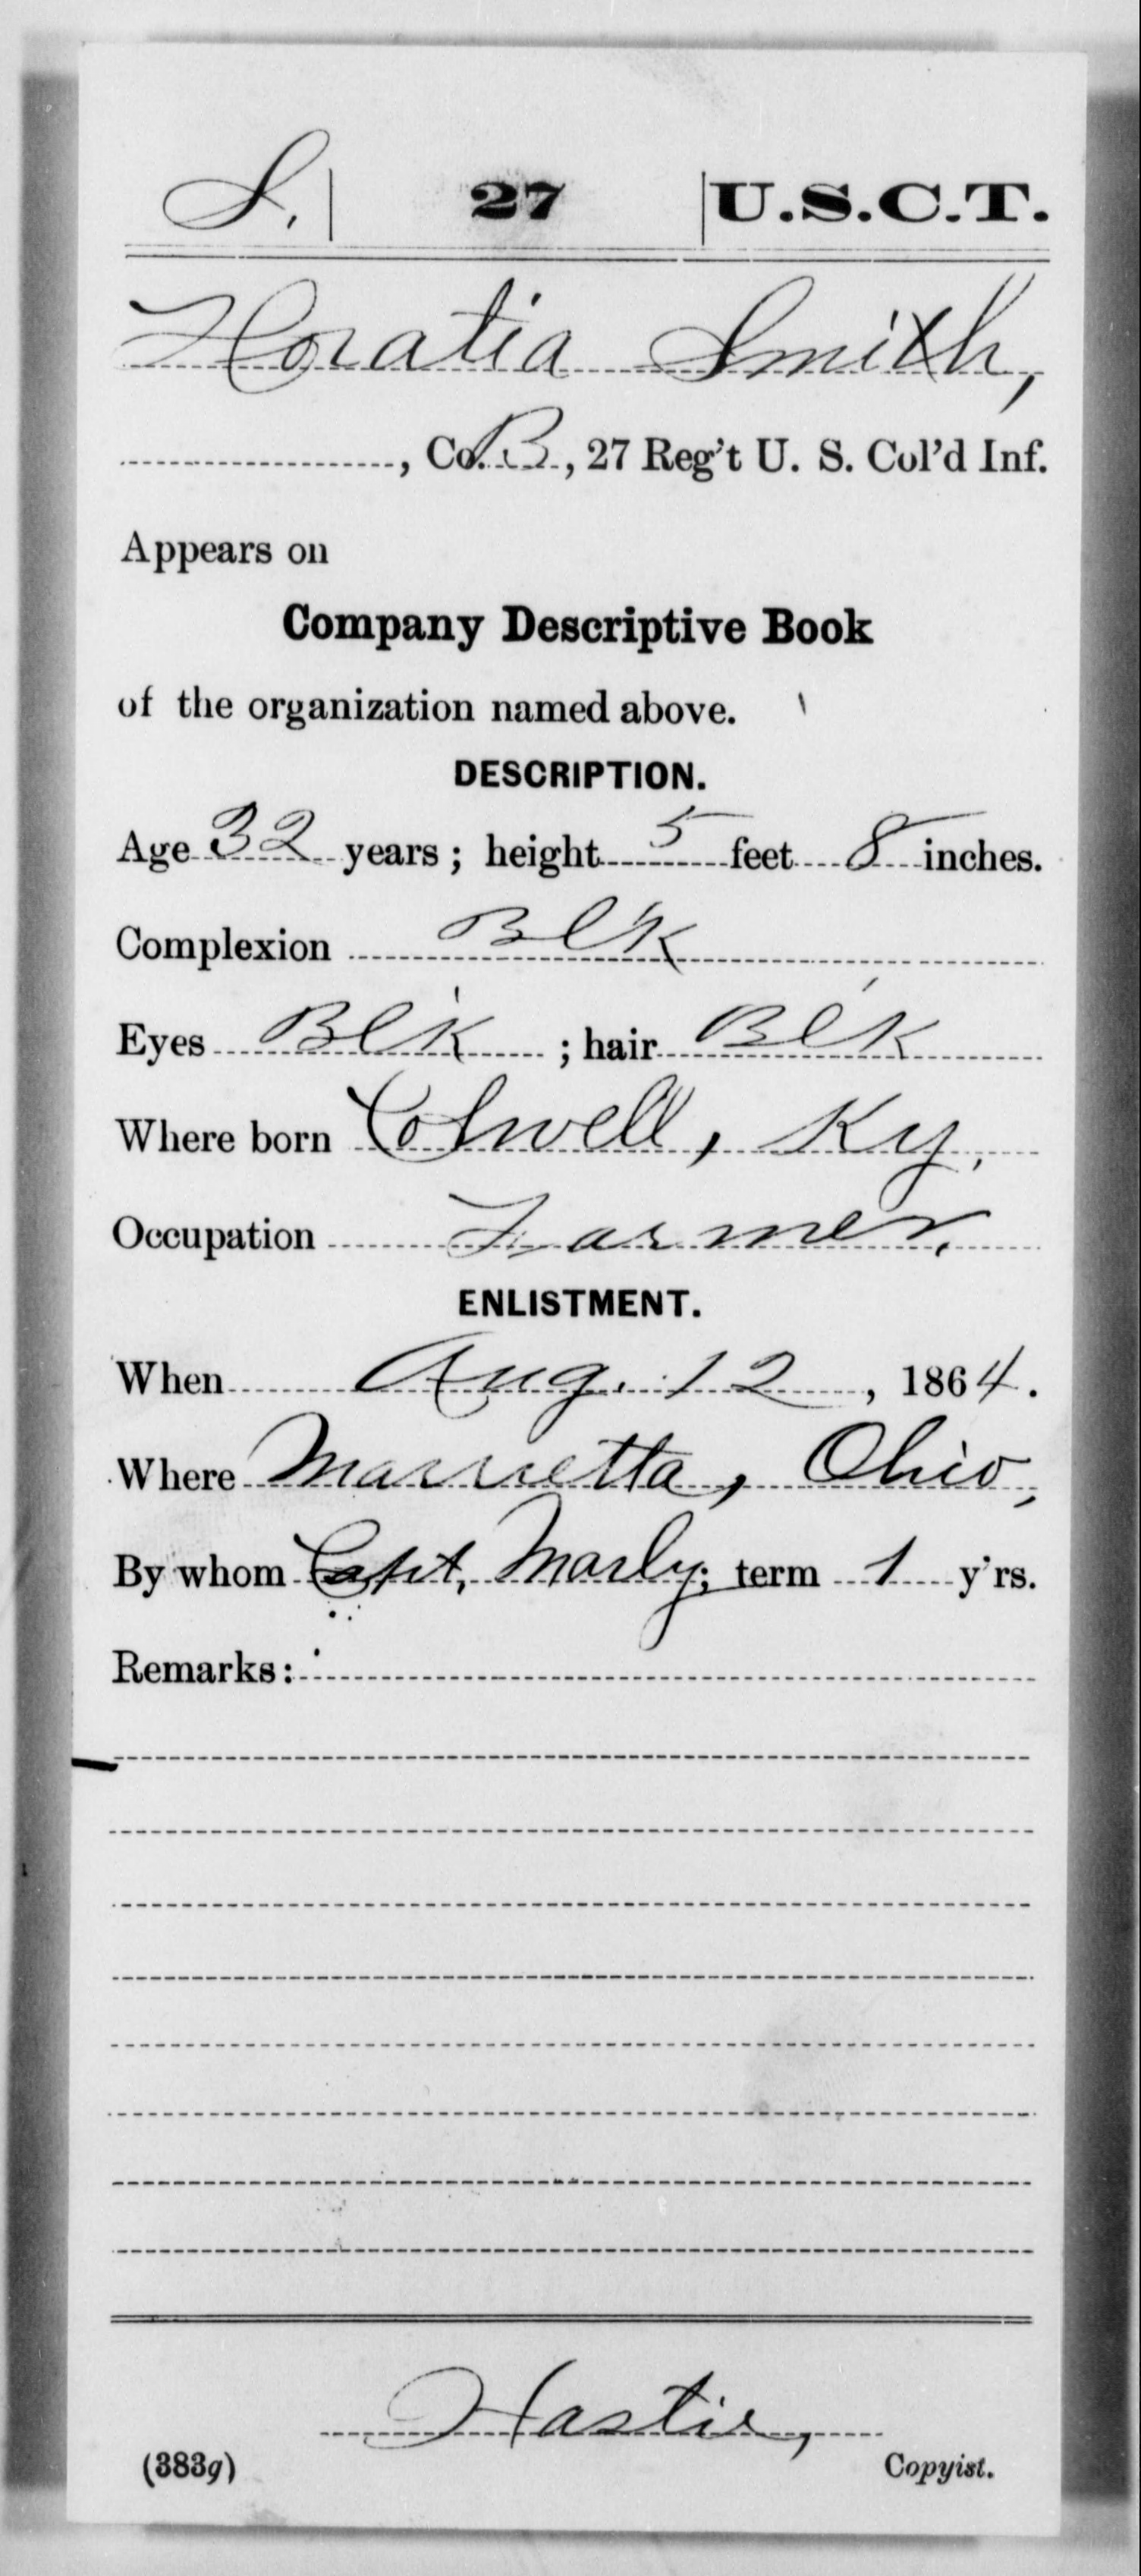 S. | 27 | U.S.C.T.
Horatia Smith,
, Co. B., 27 Reg't U. S. Col'd Inf.
Appears on
Company Descriptive Book
of the organization named above.
DESCRIPTION.
Age 32 years; height 5 feet 8 inches.
Complexion Blk
Eyes Blk ; hair Blk
Where born Colwell, Ky.
Occupation Farmer.
ENLISTMENT.
When Aug. 12, 1864.
Where Marrietta, Ohio,
By whom Capt. Marly; term 1 y'rs.
Remarks:
Hastie,
(383g) Copyist.